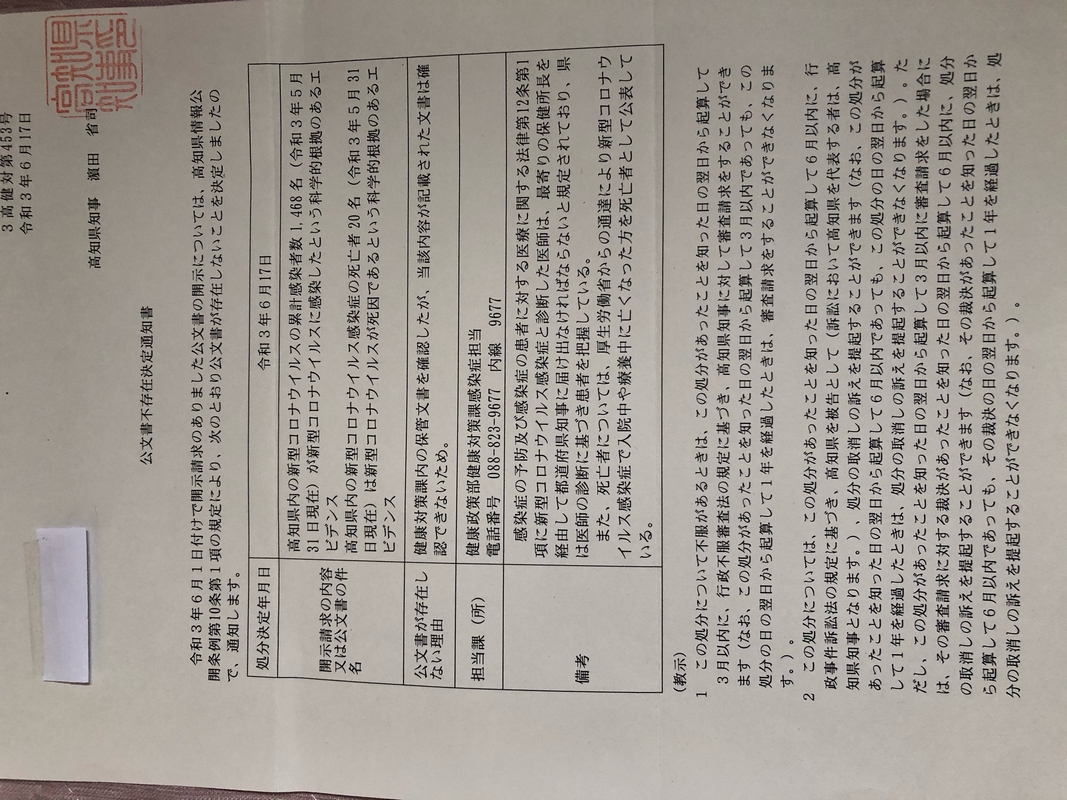 3高健対第453号
令和3年6月17日
高知県知事 濵田 省司
公文書不存在決定通知書
令和3年6月1日付けで開示請求のありました公文書の開示については、高知県情報公
開条例第10条第1項の規定により、次のとおり公文書が存在しないことを決定しましたの
で、通知します。
処分決定年月日
令和3年6月17日
開示請求の内容
又は公文書の件
名
高知県内の新型コロナウイルスの累計感染者数1,468名（令和3年5月
31日現在）が新型コロナウイルスに感染したという科学的根拠のあるエ
ビデンス
高知県内の新型コロナウイルス感染症の死亡者20名（令和3年5月31
日現在）は新型コロナウイルスが死因であるという科学的根拠のあるエ
ビデンス
公文書が存在し
ない理由
健康対策課内の保管文書を確認したが、当該内容が記載された文書は確
認できないため。
担当課（所）
健康政策部健康対策課感染症担当
電話番号 088-823-9677 内線 9677
備考
感染症の予防及び感染症の患者に対する医療に関する法律第12条第1
項に新型コロナウイルス感染症と診断した医師は、最寄りの保健所長を
経由して都道府県知事に届け出なければならないと規定されており、県
は医師の診断に基づき患者を把握している。
また、死亡者については、厚生労働省からの通達により新型コロナウ
イルス感染症で入院中や療養中に亡くなった方を死亡者として公表して
いる。
（教示）
1 この処分について不服があるときは、この処分があったことを知った日の翌日から起算して
3月以内に、行政不服審査法の規定に基づき、高知県知事に対して審査請求をすることができ
ます（なお、この処分があったことを知った日の翌日から起算して3月以内であっても、この
処分の日の翌日から起算して1年を経過したときは、審査請求をすることができなくなりま
す。）。
2 この処分については、この処分があったことを知った日の翌日から起算して6月以内に、行
政事件訴訟法の規定に基づき、高知県を被告として（訴訟において高知県を代表する者は、高
知県知事となります。）、処分の取消しの訴えを提起することができます（なお、この処分が
あったことを知った日の翌日から起算して6月以内であっても、この処分の日の翌日から起算
して1年を経過したときは、処分の取消しの訴えを提起することができなくなります。）。た
だし、この処分があったことを知った日の翌日から起算して3月以内に審査請求をした場合に
は、その審査請求に対する裁決があったことを知った日の翌日から起算して6月以内に、処分
の取消しの訴えを提起することができます（なお、その裁決があったことを知った日の翌日か
ら起算して6月以内であっても、その裁決の日の翌日から起算して1年を経過したときは、処
分の取消しの訴えを提起することができなくなります。）。